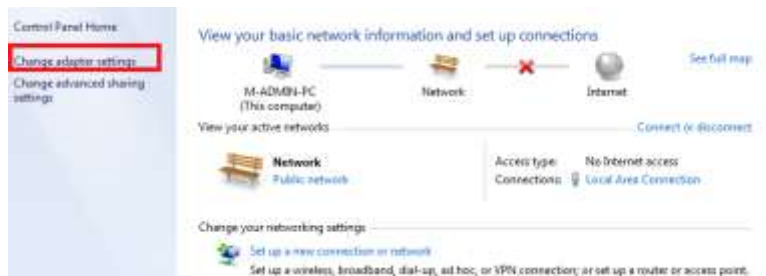 Control Panel Home
Change adapter settings
Change advanced sharing
settings
View your basic network information and set up connections
See full map
M-ADMIN-PC
(This computer)
Network
Internet
View your active networks
Connect or disconnect
Network
Public network
Access type: No Internet access
Connections: Local Area Connection
Change your networking settings
Set up a new connection or network
Set up a wireless, broadband, dial-up, ad hoc, or VPN connection; or set up a router or access point.